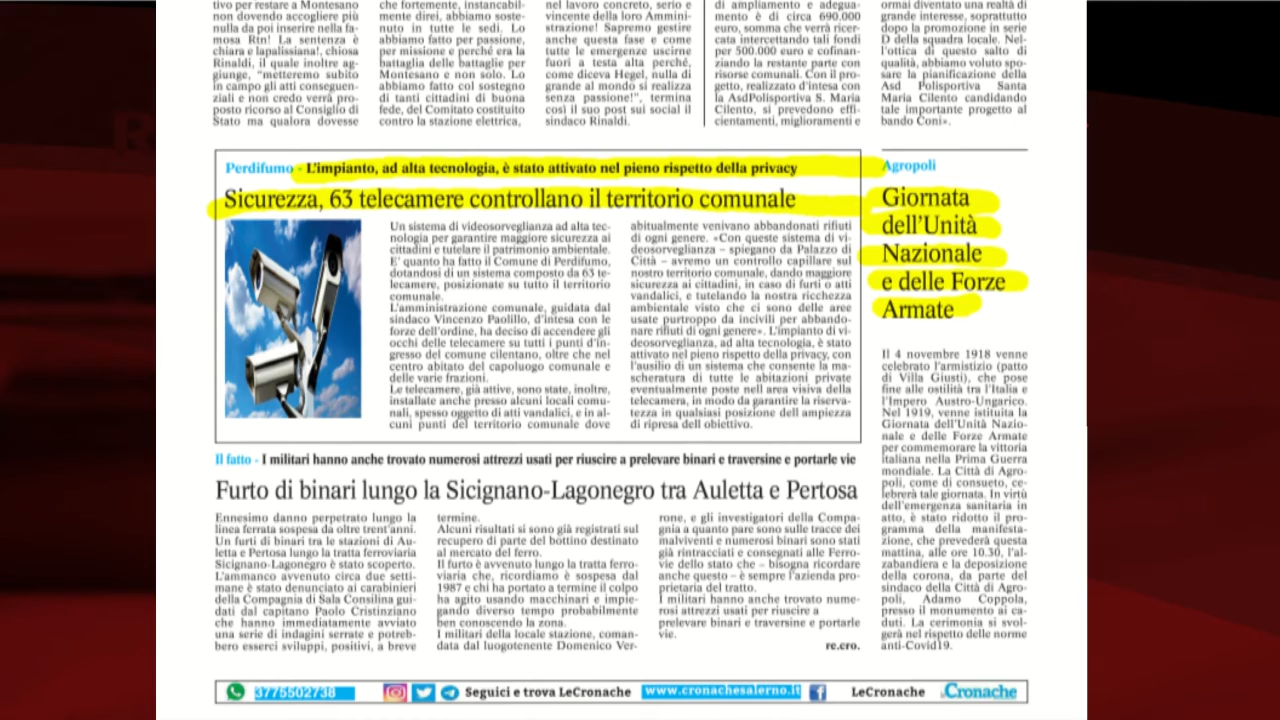 tivo per restare a Montesano
non dovendo accogliere più
nulla da poi inserire nella fa-
mosa Rtn! La sentenza è
chiara e lapalissiana!, chiosa
Rinaldi, il quale inoltre ag-
giunge, "metteremo subito
in campo gli atti conseguen-
ziali e non credo verrà pro-
posto ricorso al Consiglio di
Stato ma qualora dovesse
che fortemente, instancabil-
mente direi, abbiamo soste-
nuto in tutte le sedi. Lo
abbiamo fatto per passione,
per missione e perché era la
battaglia delle battaglie per
Montesano e non solo. Lo
abbiamo fatto col sostegno
di tanti cittadini di buona
fede, del Comitato costituito
contro la stazione elettrica,
nel lavoro concreto, serio e
vincente della loro Ammini-
strazione! Sapremo gestire
anche questa fase e come
tutte le emergenze uscirne
fuori a testa alta perché,
come diceva Hegel, nulla di
grande al mondo si realizza
senza passione!", termina
così il suo post sui social il
sindaco Rinaldi.
di ampliamento e adegua-
mento è di circa 690.000
euro, somma che verrà ricer-
cata intercettando tali fondi
per 500.000 euro e cofinan-
ziando la restante parte con
risorse comunali. Con il pro-
getto, realizzato d'intesa con
la AsdPolisportiva S. Maria
Cilento, si prevedono effi-
cientamenti, miglioramenti e
ormai diventato una realtà di
grande interesse, soprattutto
dopo la promozione in serie
D della squadra locale. Nel-
l'ottica di questo salto di
qualità, abbiamo voluto spo-
sare la pianificazione della
Asd Polisportiva Santa
Maria Cilento candidando
tale importante progetto al
bando Coni».
Perdifumo - L'impianto, ad alta tecnologia, è stato attivato nel pieno rispetto della privacy
Sicurezza, 63 telecamere controllano il territorio comunale
Un sistema di videosorveglianza ad alta tec-
nologia per garantire maggiore sicurezza ai
cittadini e tutelare il patrimonio ambientale.
E' quanto ha fatto il Comune di Perdifumo,
dotandosi di un sistema composto da 63 te-
lecamere, posizionate su tutto il territorio
comunale.
L'amministrazione comunale, guidata dal
sindaco Vincenzo Paolillo, d'intesa con le
forze dell'ordine, ha deciso di accendere gli
occhi delle telecamere su tutti i punti d'in-
gresso del comune cilentano, oltre che nel
centro abitato del capoluogo comunale e
delle varie frazioni.
Le telecamere, già attive, sono state, inoltre,
installate anche presso alcuni locali comu-
nali, spesso oggetto di atti vandalici, e in al-
cuni punti del territorio comunale dove
abitualmente venivano abbandonati rifiuti
di ogni genere. «Con queste sistema di vi-
deosorveglianza – spiegano da Palazzo di
Città – avremo un controllo capillare sul
nostro territorio comunale, dando maggiore
sicurezza ai cittadini, in caso di furti o atti
vandalici, e tutelando la nostra ricchezza
ambientale visto che ci sono delle aree
usate purtroppo da incivili per abbando-
nare rifiuti di ogni genere». L'impianto di vi-
deosorveglianza, ad alta tecnologia, è stato
attivato nel pieno rispetto della privacy, con
l'ausilio di un sistema che consente la ma-
scheratura di tutte le abitazioni private
eventualmente poste nell area visiva della
telecamera, in modo da garantire la riserva-
tezza in qualsiasi posizione dell ampiezza
di ripresa dell obiettivo.
Agropoli
Giornata
dell'Unità
Nazionale
e delle Forze
Armate
Il 4 novembre 1918 venne
celebrato l'armistizio (patto
di Villa Giusti), che pose
fine alle ostilità tra l'Italia e
l'Impero Austro-Ungarico.
Nel 1919, venne istituita la
Giornata dell'Unità Nazio-
nale e delle Forze Armate
per commemorare la vittoria
italiana nella Prima Guerra
mondiale. La Città di Agro-
poli, come di consueto, ce-
lebrerà tale giornata. In virtù
dell'emergenza sanitaria in
atto, è stato ridotto il pro-
gramma della manifesta-
zione, che prevederà questa
mattina, alle ore 10.30, l'al-
zabandiera e la deposizione
della corona, da parte del
sindaco della Città di Agro-
poli, Adamo Coppola,
presso il monumento ai ca-
duti. La cerimonia si svol-
gerà nel rispetto delle norme
anti-Covid19.
Il fatto - I militari hanno anche trovato numerosi attrezzi usati per riuscire a prelevare binari e traversine e portarle vie
Furto di binari lungo la Sicignano-Lagonegro tra Auletta e Pertosa
Ennesimo danno perpetrato lungo la
linea ferrata sospesa da oltre trent'anni.
Un furti di binari tra le stazioni di Au-
letta e Pertosa lungo la tratta ferroviaria
Sicignano-Lagonegro è stato scoperto.
L'ammanco avvenuto circa due setti-
mane è stato denunciato ai carabinieri
della Compagnia di Sala Consilina gui-
dati dal capitano Paolo Cristinziano
che hanno immediatamente avviato
una serie di indagini serrate e potreb-
bero esserci sviluppi, positivi, a breve
termine.
Alcuni risultati si sono già registrati sul
recupero di parte del bottino destinato
al mercato del ferro.
Il furto è avvenuto lungo la tratta ferro-
viaria che, ricordiamo è sospesa dal
1987 e chi ha portato a termine il colpo
ha agito usando macchinari e impie-
gando diverso tempo probabilmente
ben conoscendo la zona.
I militari della locale stazione, coman-
data dal luogotenente Domenico Ver-
rone, e gli investigatori della Compa-
gnia a quanto pare sono sulle tracce dei
malviventi e numerosi binari sono stati
già rintracciati e consegnati alle Ferro-
vie dello stato che – bisogna ricordare
anche questo – è sempre l'azienda pro-
prietaria del tratto.
I militari hanno anche trovato nume-
rosi attrezzi usati per riuscire a
prelevare binari e traversine e portarle
vie.
re.cro.
3775502738
Seguici e trova LeCronache
www.cronachesalerno.it
LeCronache
Cronache